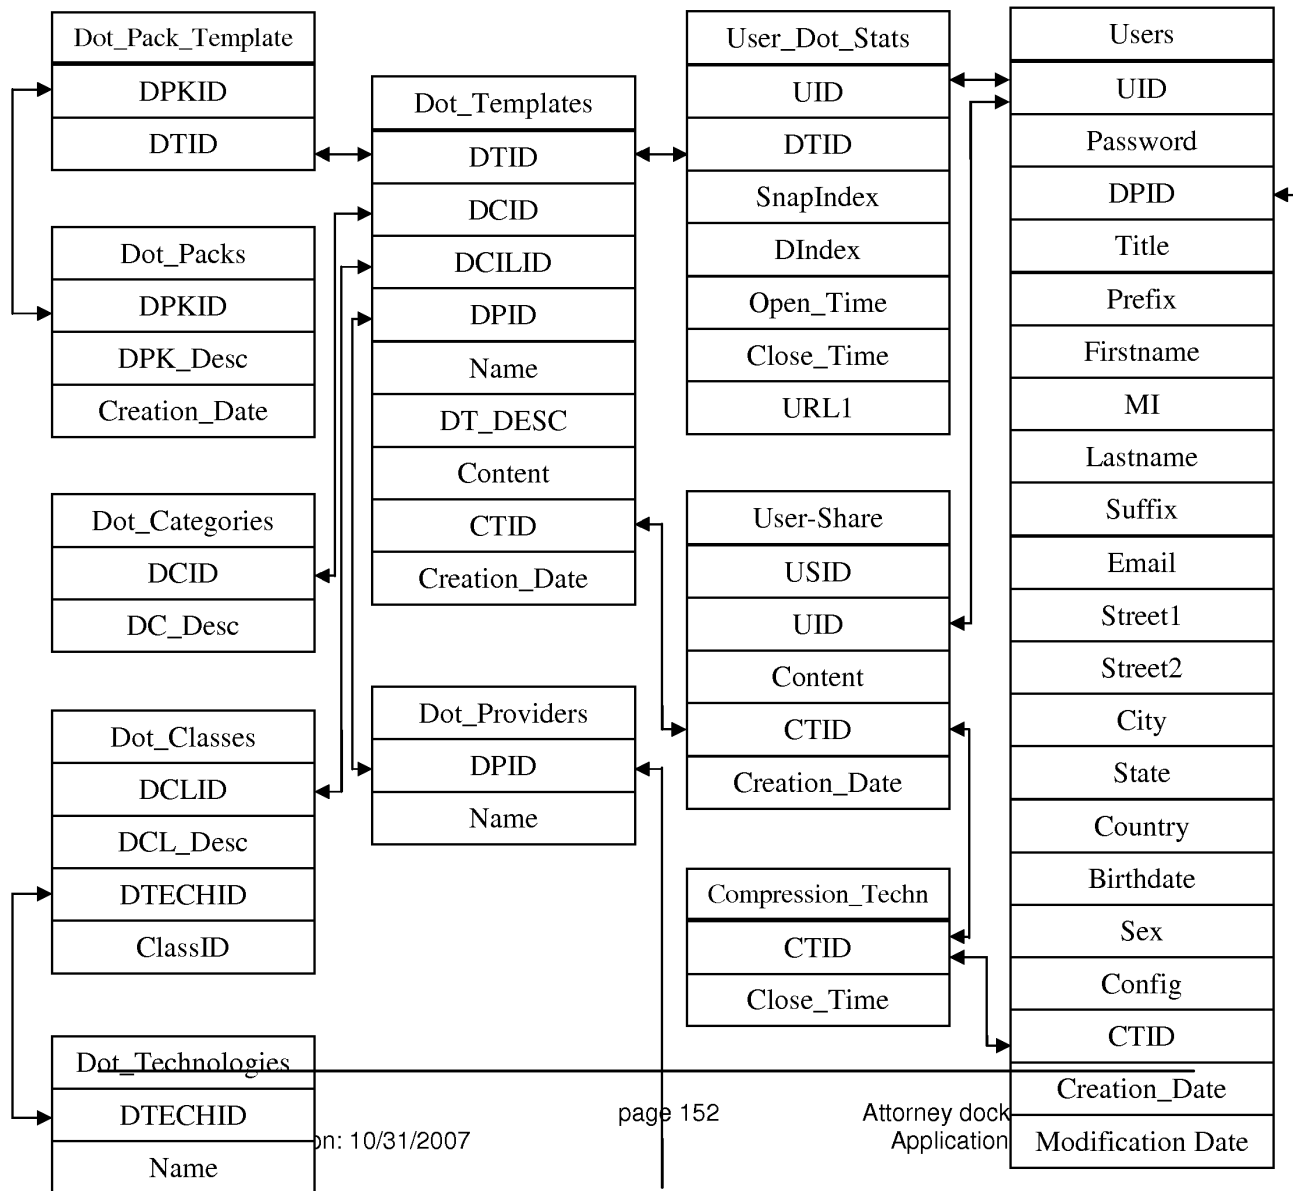 Dot_Pack_Template
DPKID
DTID
Dot_Packs
DPKID
DPK_Desc
Creation_Date
Dot_Categories
DCID
DC_Desc
Dot_Classes
DCLID
DCL_Desc
DTECHID
ClassID
Dot_Technologies
DTECHID
Name
Dot_Templates
DTID
DCID
DCILID
DPID
Name
DT_DESC
Content
CTID
Creation_Date
Dot_Providers
DPID
Name
User_Dot_Stats
UID
DTID
SnapIndex
DIndex
Open_Time
Close_Time
URL1
User-Share
USID
UID
Content
CTID
Creation_Date
Compression_Techn
CTID
Close_Time
Users
UID
Password
DPID
Title
Prefix
Firstname
MI
Lastname
Suffix
Email
Street1
Street2
City
State
Country
Birthdate
Sex
Config
CTID
Creation_Date
Modification Date
page 152
Attorney dock
on: 10/31/2007
Application